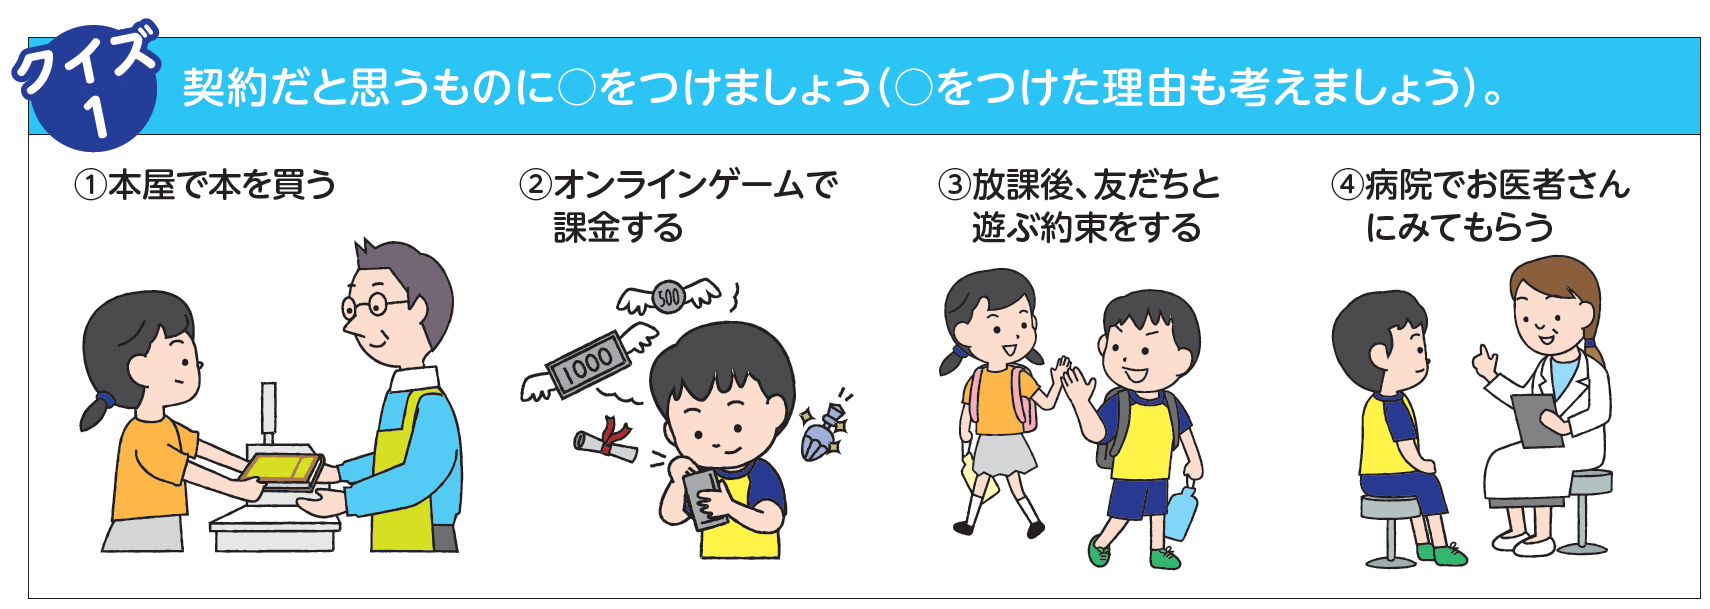 クイズ
1
契約だと思うものに○をつけましょう(○をつけた理由も考えましょう)。
①本屋で本を買う
②オンラインゲームで
課金する
③放課後、友だちと
遊ぶ約束をする
④病院でお医者さん
にみてもらう
500
1000